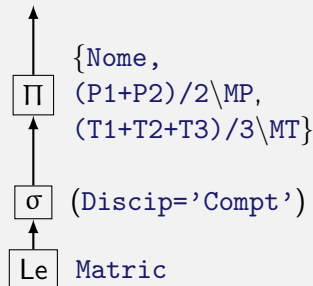 {Nome,
Π (P1+P2)/2\MP,
(T1+T2+T3)/3\MT}
σ (Discip='Compt')
Le Matric